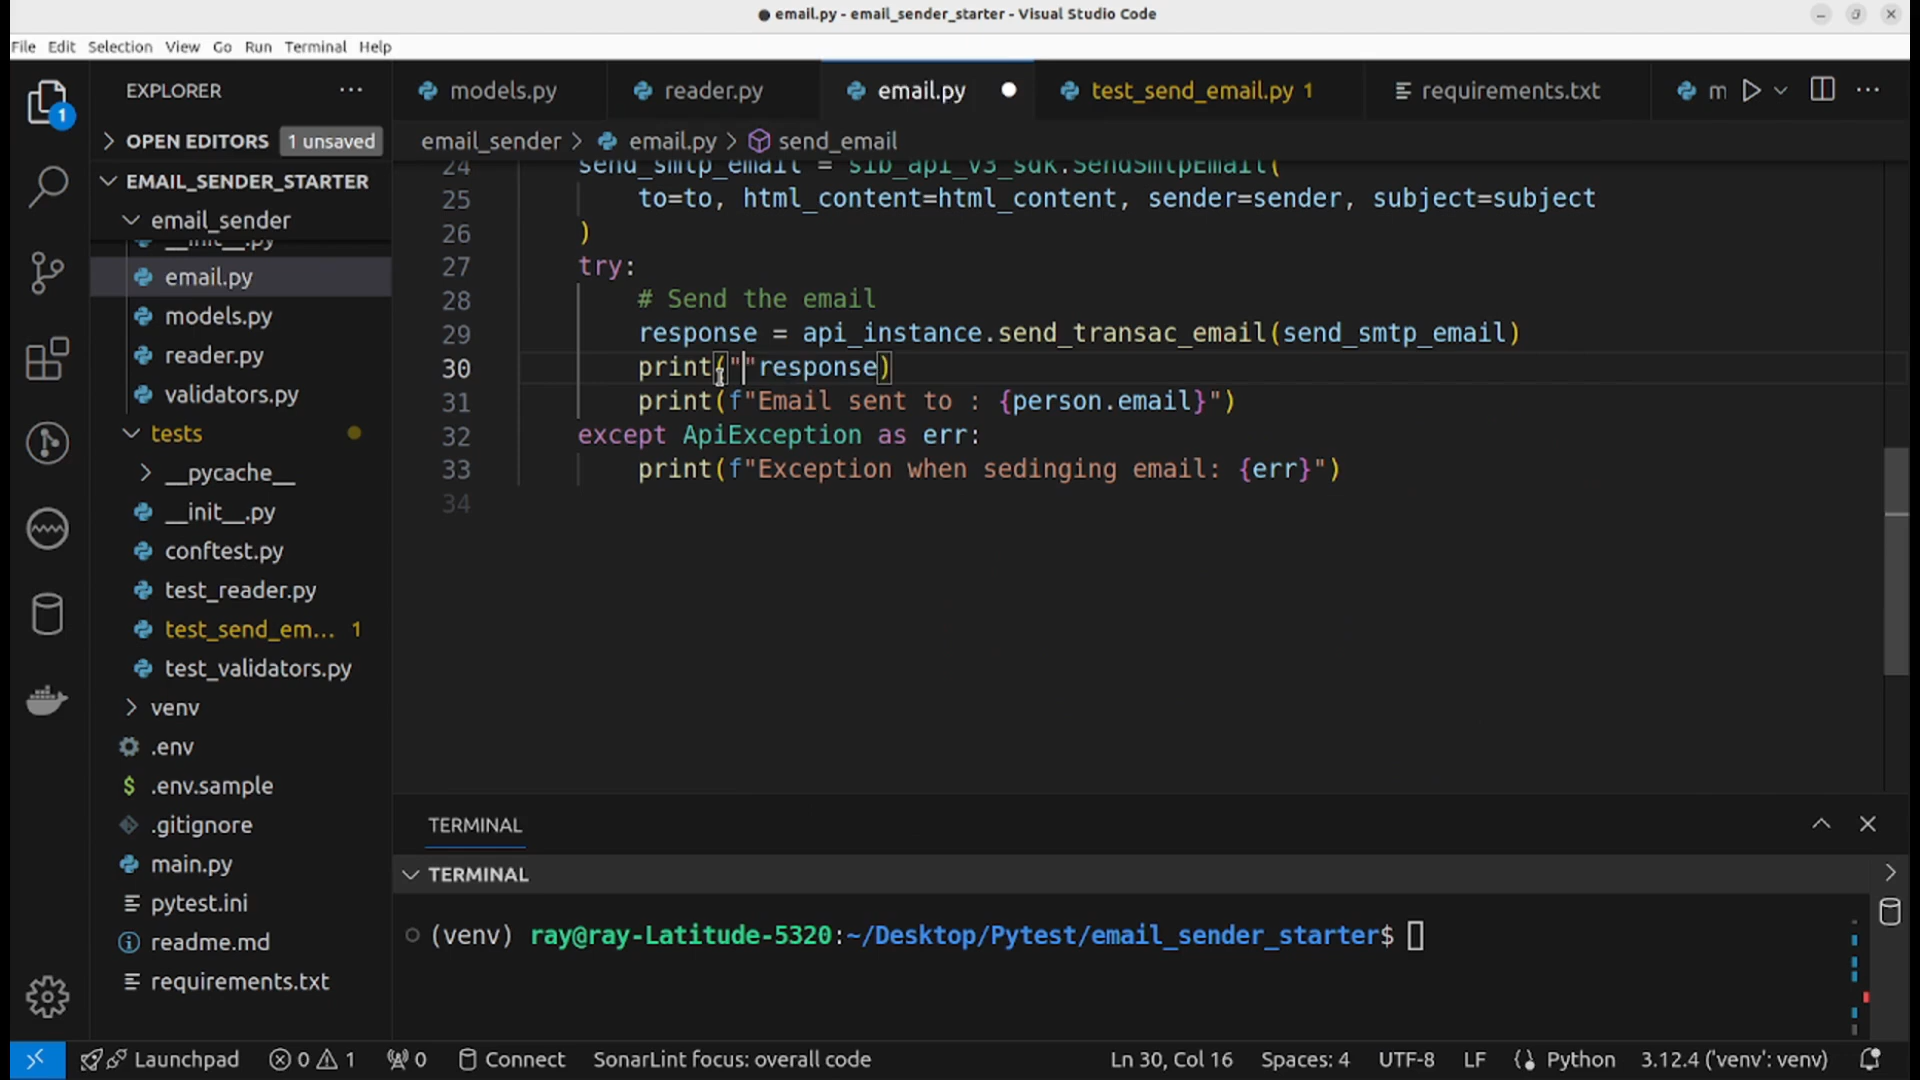 ● email.py - email_sender_starter - Visual Studio Code
File Edit Selection View Go Run Terminal Help
EXPLORER
models.py
reader.py
email.py
test_send_email.py 1
requirements.txt
m
1
OPEN EDITORS 1 unsaved
email_sender > email.py > send_email
EMAIL_SENDER_STARTER
email_sender
__init__.py
email.py
models.py
reader.py
validators.py
tests
__pycache__
__init__.py
conftest.py
test_reader.py
test_send_em... 1
test_validators.py
venv
.env
.env.sample
.gitignore
main.py
pytest.ini
readme.md
requirements.txt
24 send_smtp_email = sib_api_v3_sdk.SendSmtpEmail(
25 to=to, html_content=html_content, sender=sender, subject=subject
26 )
27 try:
28 # Send the email
29 response = api_instance.send_transac_email(send_smtp_email)
30 print(""response)
31 print(f"Email sent to : {person.email}")
32 except ApiException as err:
33 print(f"Exception when sedinging email: {err}")
34
TERMINAL
TERMINAL
(venv) ray@ray-Latitude-5320:~/Desktop/Pytest/email_sender_starter$
Launchpad 0 1 0 Connect SonarLint focus: overall code Ln 30, Col 16 Spaces: 4 UTF-8 LF Python 3.12.4 ('venv': venv)